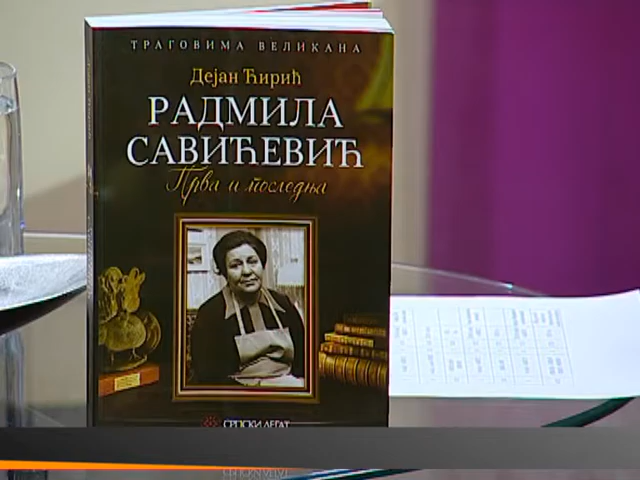 ТРАГОВИМА ВЕЛИКАНА
Дејан Ћирић
РАДМИЛА
САВИЋЕВИЋ
Прва и последња
СРПСКИ ЛЕГАТ